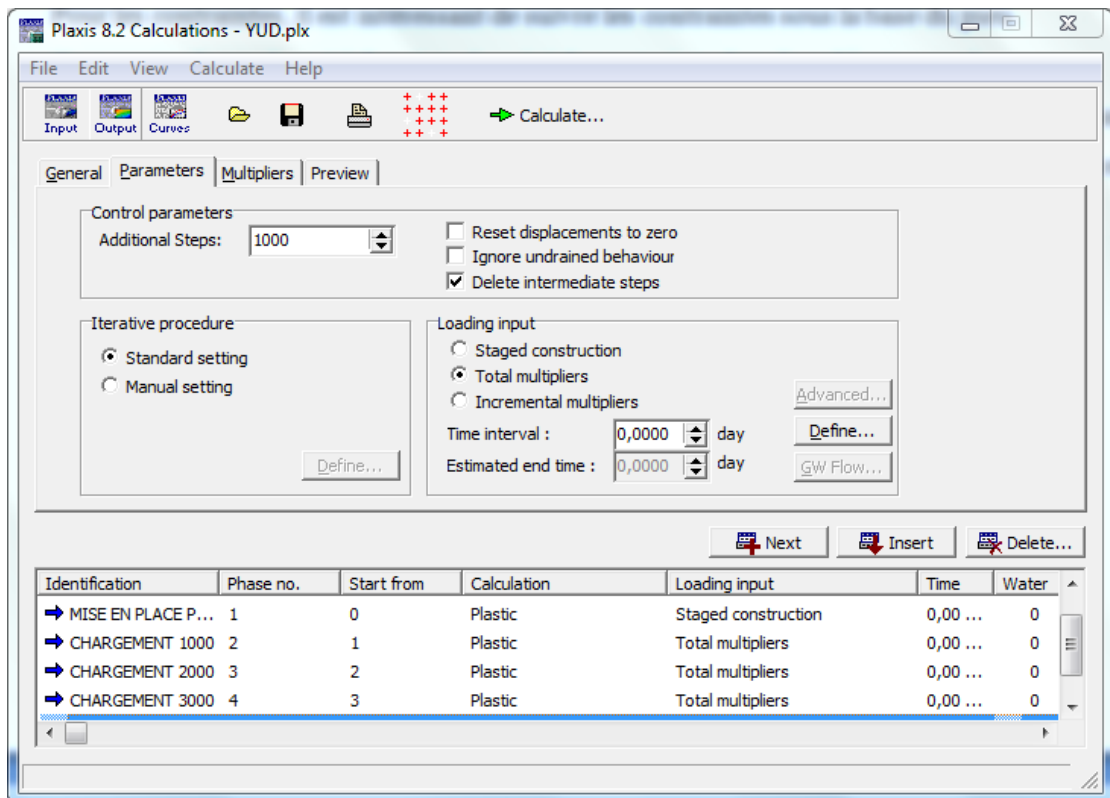 Plaxis 8.2 Calculations - YUD.plx
File Edit View Calculate Help
Input Output Curves Calculate...
General Parameters Multipliers Preview
Control parameters
Additional Steps: 1000
Reset displacements to zero
Ignore undrained behaviour
Delete intermediate steps
Iterative procedure
Standard setting
Manual setting
Define...
Loading input
Staged construction
Total multipliers
Incremental multipliers
Advanced...
Time interval : 0,0000 day Define...
Estimated end time : 0,0000 day GW Flow...
Next Insert Delete...
Identification Phase no. Start from Calculation Loading input Time Water
MISE EN PLACE P... 1 0 Plastic Staged construction 0,00 ... 0
CHARGEMENT 1000 2 1 Plastic Total multipliers 0,00 ... 0
CHARGEMENT 2000 3 2 Plastic Total multipliers 0,00 ... 0
CHARGEMENT 3000 4 3 Plastic Total multipliers 0,00 ... 0